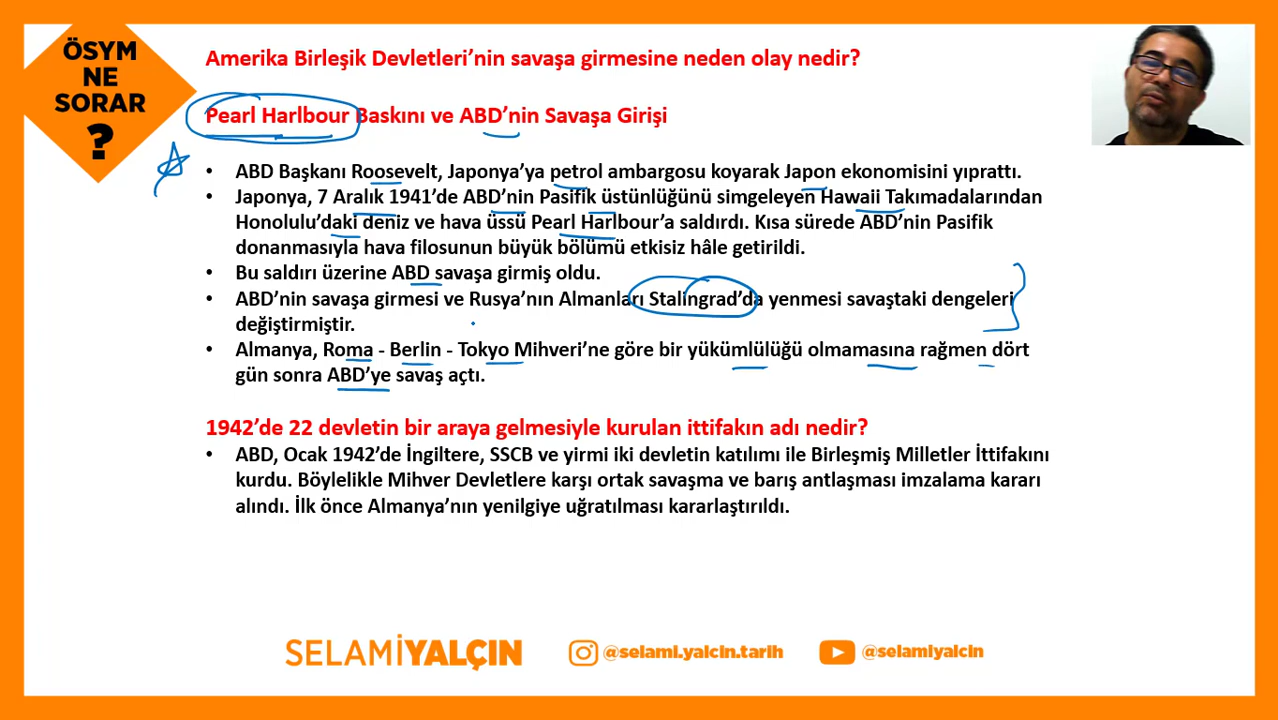 ÖSYM
NE
SORAR
?
Amerika Birleşik Devletleri’nin savaşa girmesine neden olay nedir?
Pearl Harlbour Baskını ve ABD’nin Savaşa Girişi
• ABD Başkanı Roosevelt, Japonya’ya petrol ambargosu koyarak Japon ekonomisini yıprattı.
• Japonya, 7 Aralık 1941’de ABD’nin Pasifik üstünlüğünü simgeleyen Hawaii Takımadalarından
Honolulu’daki deniz ve hava üssü Pearl Harlbour’a saldırdı. Kısa sürede ABD’nin Pasifik
donanmasıyla hava filosunun büyük bölümü etkisiz hâle getirildi.
• Bu saldırı üzerine ABD savaşa girmiş oldu.
• ABD’nin savaşa girmesi ve Rusya’nın Almanları Stalingrad’da yenmesi savaştaki dengeleri
değiştirmiştir.
• Almanya, Roma - Berlin - Tokyo Mihveri’ne göre bir yükümlülüğü olmamasına rağmen dört
gün sonra ABD’ye savaş açtı.
1942’de 22 devletin bir araya gelmesiyle kurulan ittifakın adı nedir?
• ABD, Ocak 1942’de İngiltere, SSCB ve yirmi iki devletin katılımı ile Birleşmiş Milletler İttifakını
kurdu. Böylelikle Mihver Devletlere karşı ortak savaşma ve barış antlaşması imzalama kararı
alındı. İlk önce Almanya’nın yenilgiye uğratılması kararlaştırıldı.
SELAMİYALÇIN
@selami.yalcin.tarih
@selamiyalcin